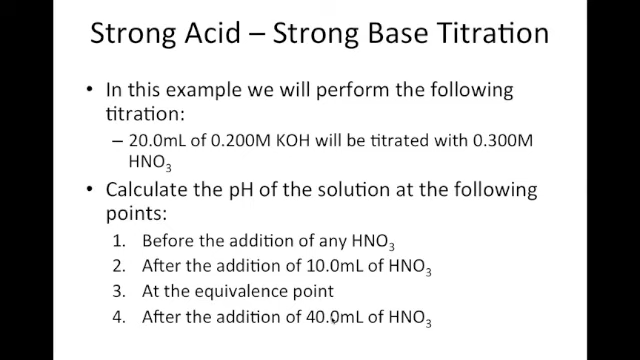 Strong Acid – Strong Base Titration
• In this example we will perform the following
titration:
– 20.0mL of 0.200M KOH will be titrated with 0.300M
HNO₃
• Calculate the pH of the solution at the following
points:
1. Before the addition of any HNO₃
2. After the addition of 10.0mL of HNO₃
3. At the equivalence point
4. After the addition of 40.0mL of HNO₃